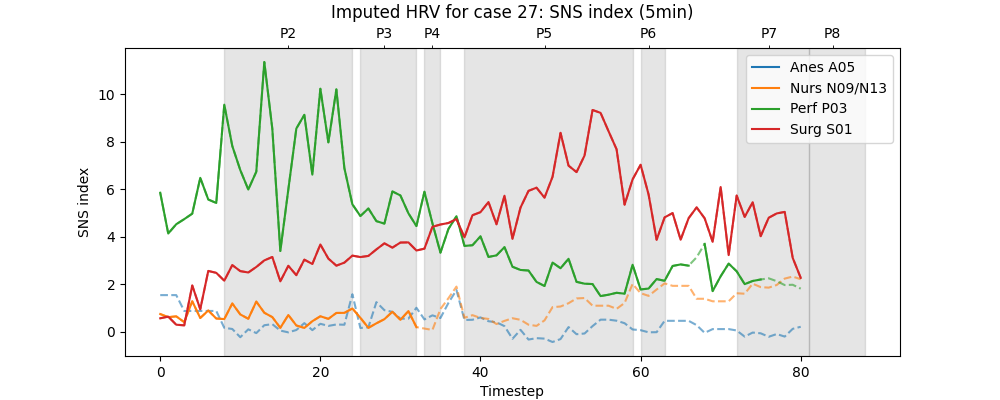 Imputed HRV for case 27: SNS index (5min)
P2 P3 P4 P5 P6 P7 P8
Anes A05
Nurs N09/N13
Perf P03
Surg S01
SNS index
10
8
6
4
2
0
0 20 40 60 80
Timestep